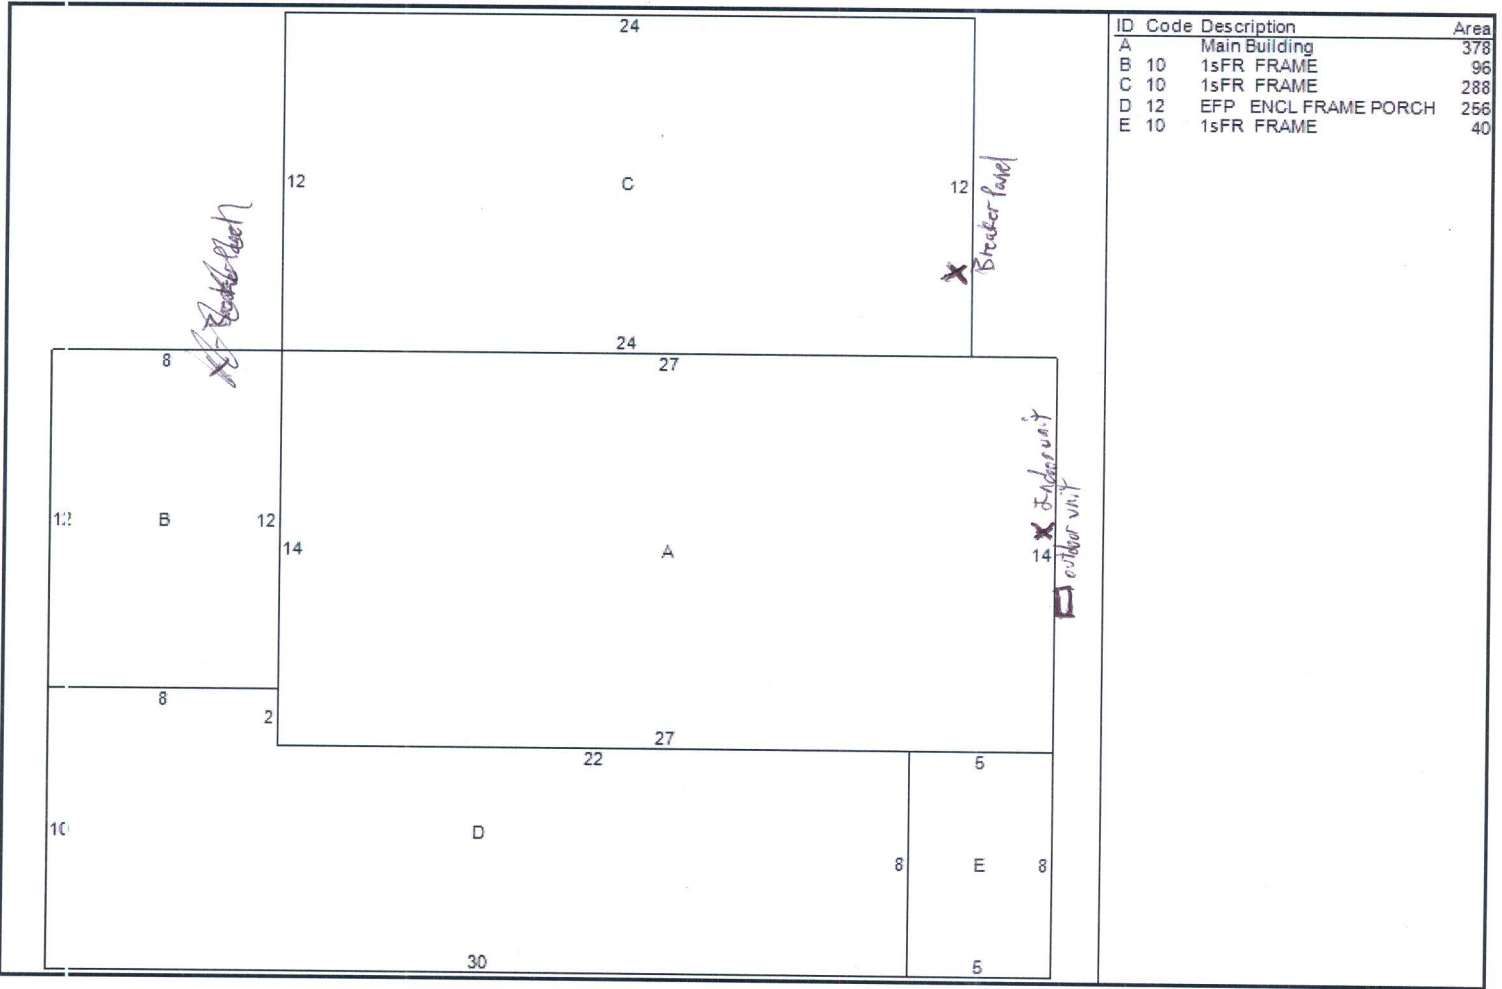 24
12
C
12
Breaker Panel
24
8
27
12
B
12
14
A
14
Indoor unit
outdoor unit
8
2
27
22
5
10
D
8
E
8
30
5
ID Code Description Area
A Main Building 378
B 10 1sFR FRAME 96
C 10 1sFR FRAME 288
D 12 EFP ENCL FRAME PORCH 256
E 10 1sFR FRAME 40